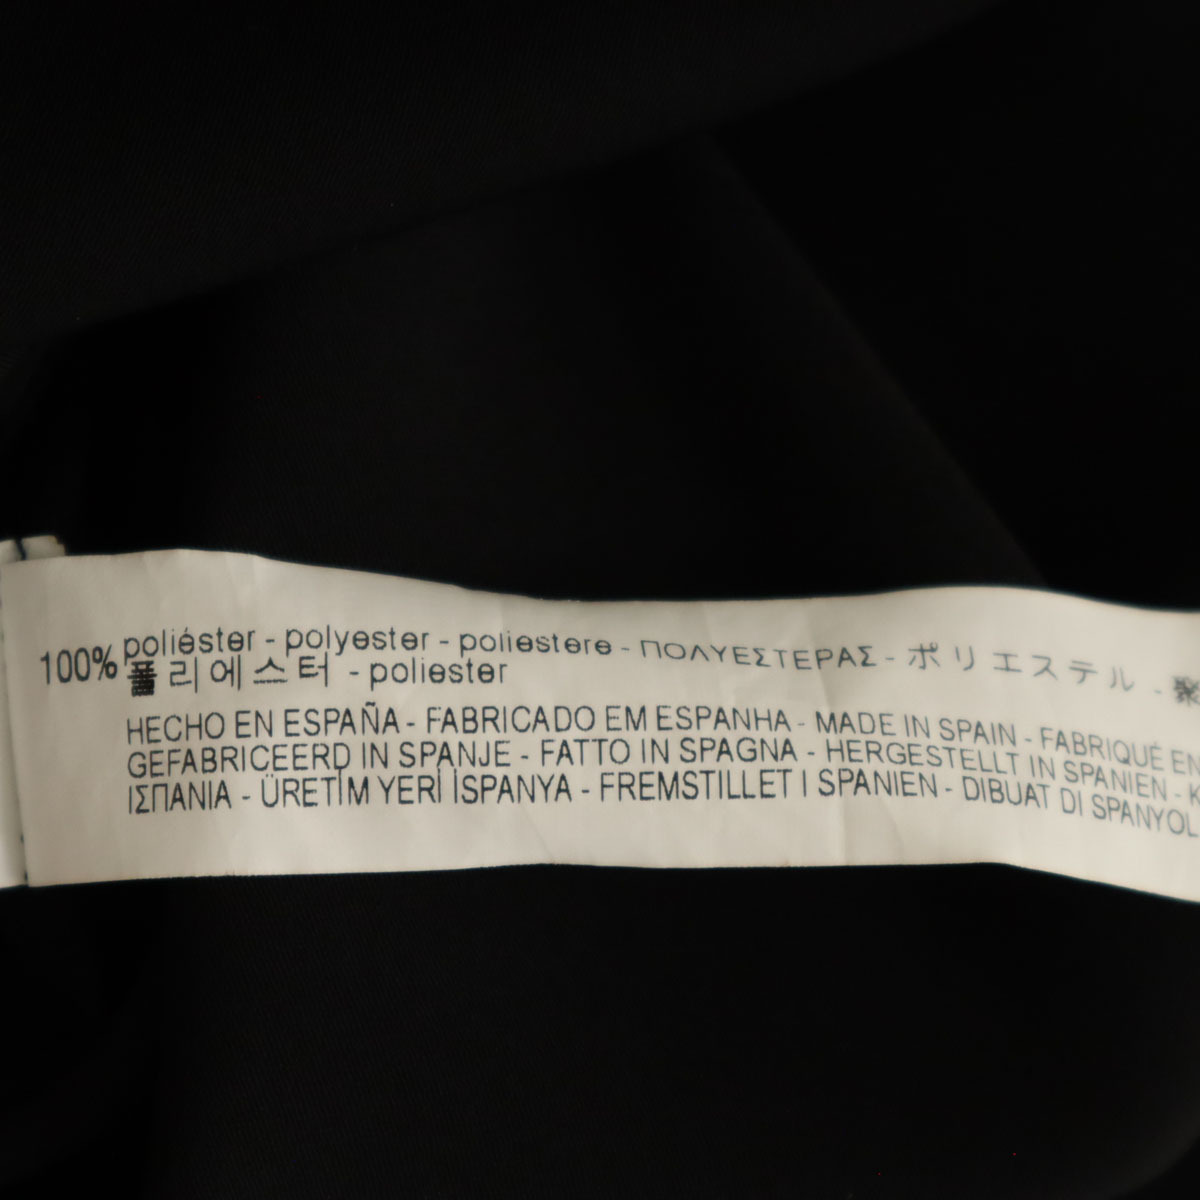 100% poliéster - polyester - poliestere - ΠΟΛΥΕΣΤΕΡΑΣ - ポリエステル - 聚
폴리에스터 - poliester
HECHO EN ESPAÑA - FABRICADO EM ESPANHA - MADE IN SPAIN - FABRIQUÉ EN
GEFABRICEERD IN SPANJE - FATTO IN SPAGNA - HERGESTELLT IN SPANIEN - K
ΙΣΠΑΝΙΑ - ÜRETİM YERİ İSPANYA - FREMSTILLET I SPANIEN - DIBUAT DI SPANYOL